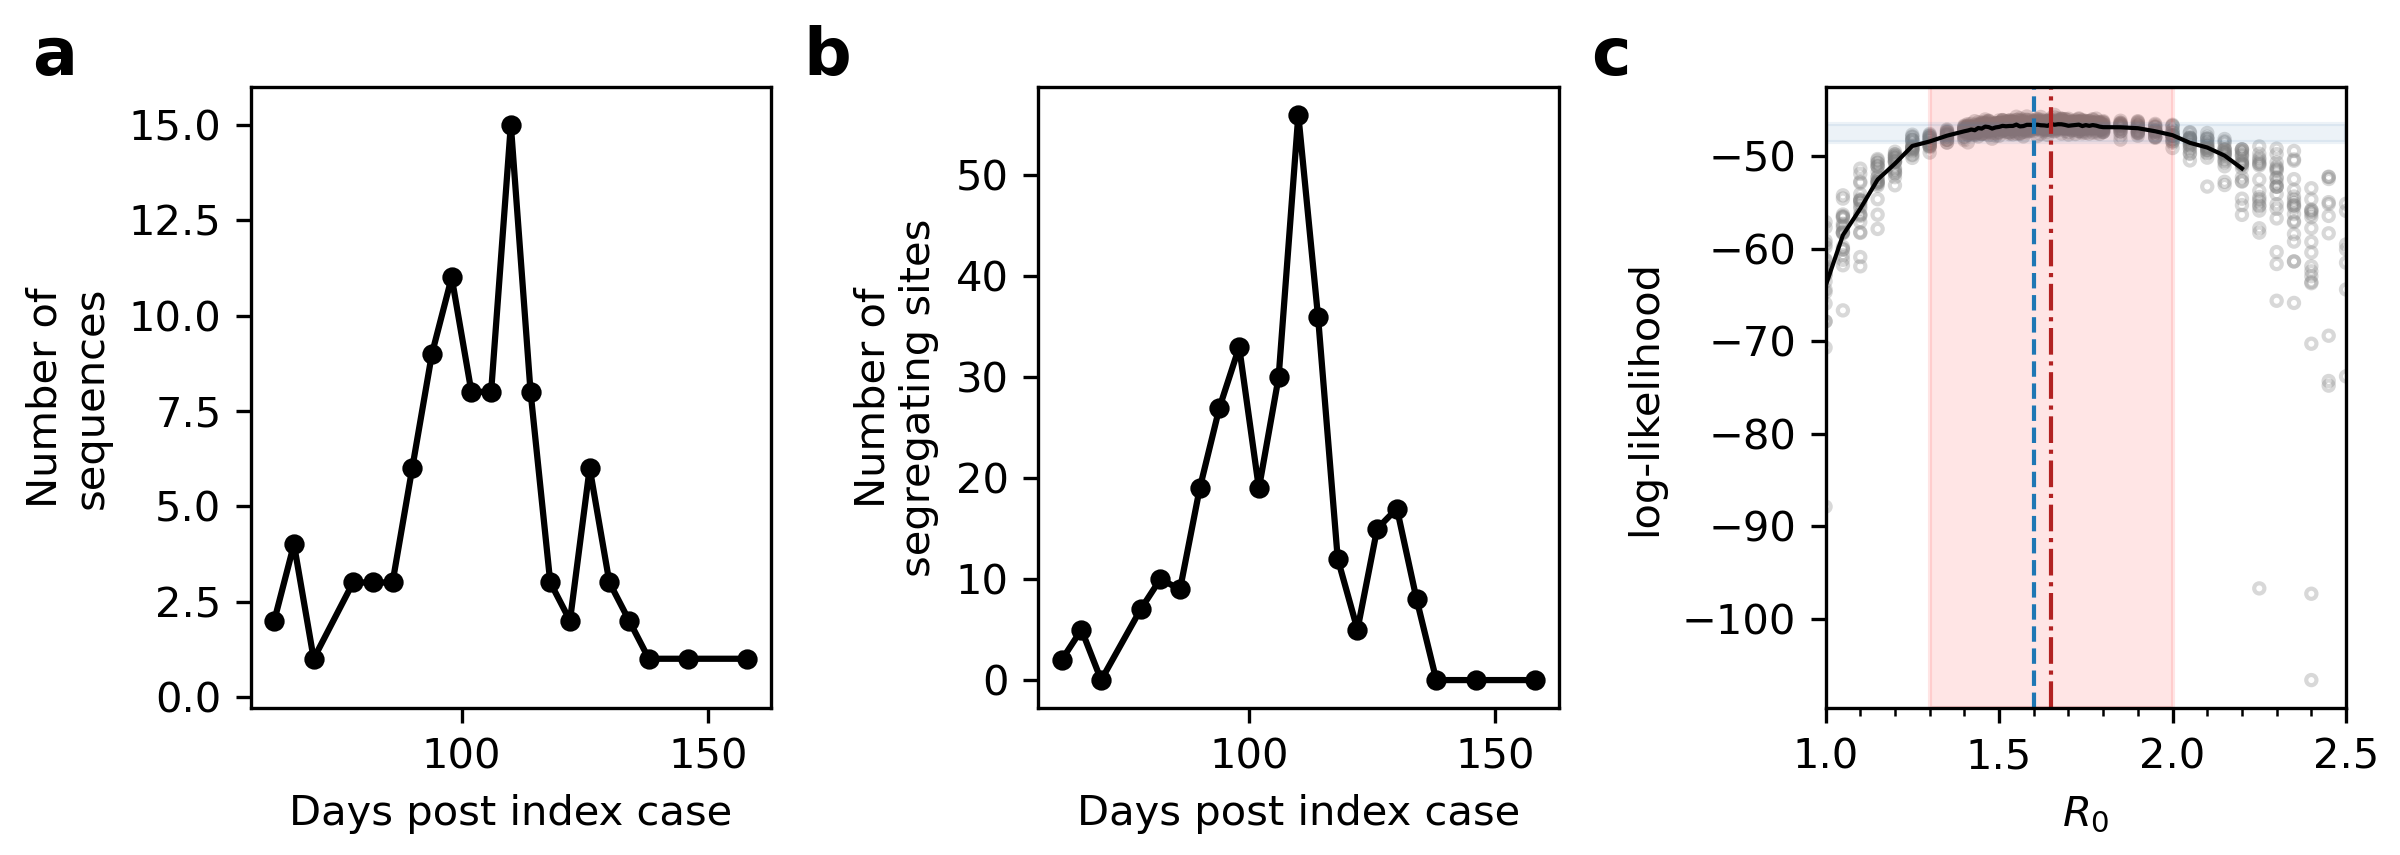 a
Number of
sequences
15.0
12.5
10.0
7.5
5.0
2.5
0.0
100
150
Days post index case
b
Number of
segregating sites
50
40
30
20
10
0
100
150
Days post index case
c
log-likelihood
−50
−60
−70
−80
−90
−100
1.0
1.5
2.0
2.5
R₀